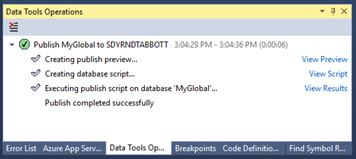 Data Tools Operations
Publish MyGlobal to SDYRNDTABBOTT 3:04:29 PM - 3:04:36 PM (0:00:06)
Creating publish preview... View Preview
Creating database script... View Script
Executing publish script on database 'MyGlobal'... View Results
Publish completed successfully
Error List Azure App Serv... Data Tools Op... Breakpoints Code Definitio... Find Symbol R...